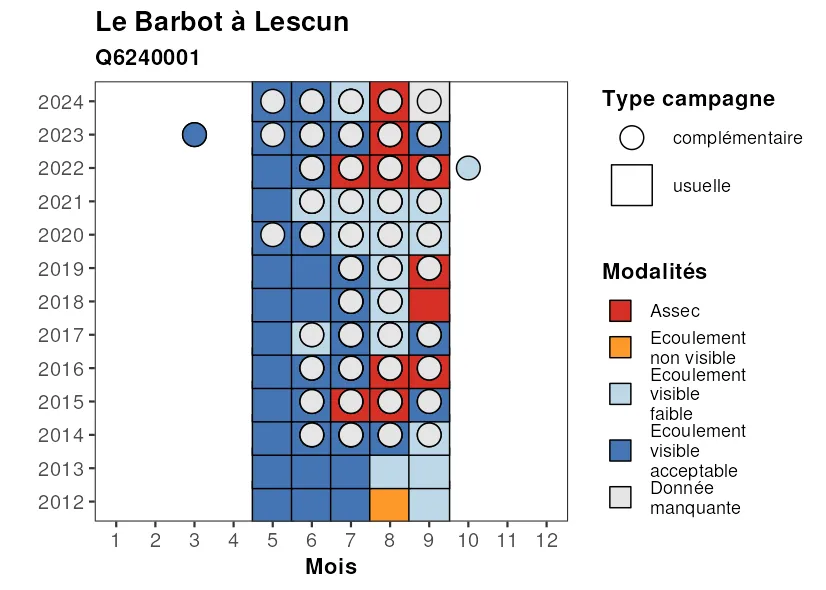 Le Barbot à Lescun
Q6240001
2024
2023
2022
2021
2020
2019
2018
2017
2016
2015
2014
2013
2012
1 2 3 4 5 6 7 8 9 10 11 12
Mois
Type campagne
complémentaire
usuelle
Modalités
Assec
Ecoulement
non visible
Ecoulement
visible
faible
Ecoulement
visible
acceptable
Donnée
manquante